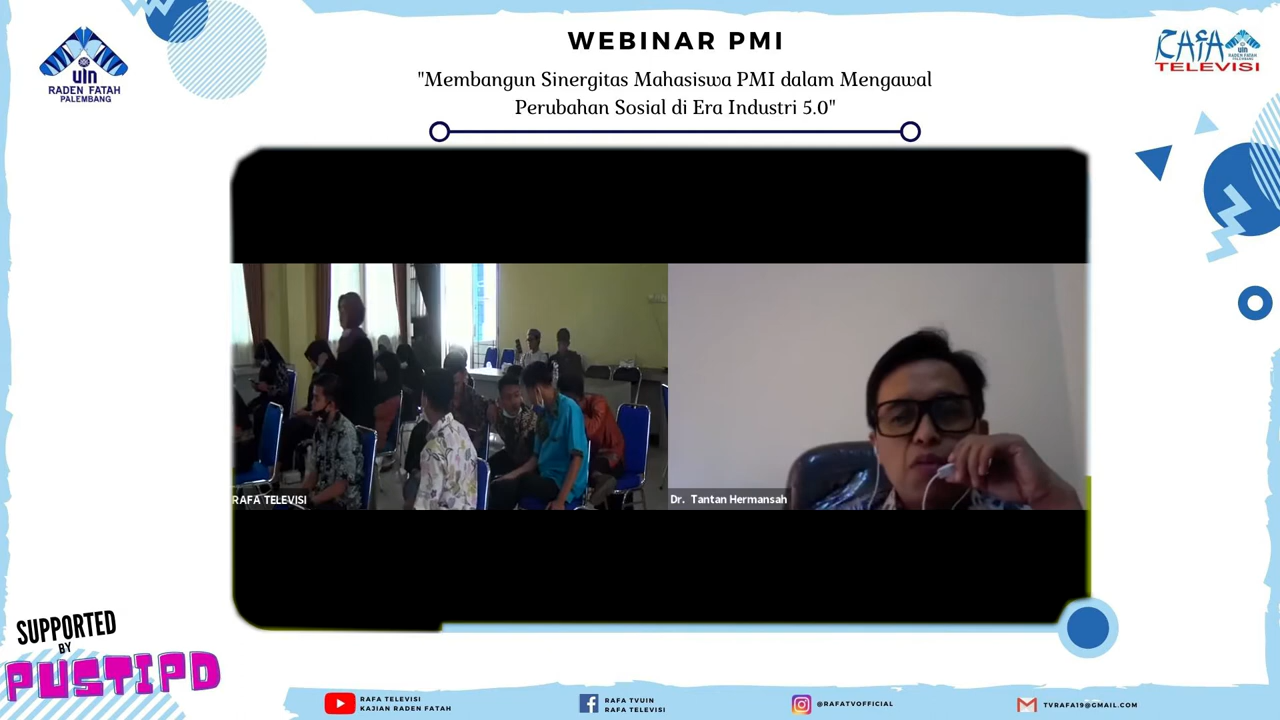 uin
RADEN FATAH
PALEMBANG
WEBINAR PMI
"Membangun Sinergitas Mahasiswa PMI dalam Mengawal
Perubahan Sosial di Era Industri 5.0"
RAFA
TELEVISI
RAFA TELEVISI
Dr. Tantan Hermansah
SUPPORTED
BY
PUSTIPD
RAFA TELEVISI
KAJIAN RADEN FATAH
RAFA TVUIN
RAFA TELEVISI
@RAFATVOFFICIAL
TVRAFA19@GMAIL.COM